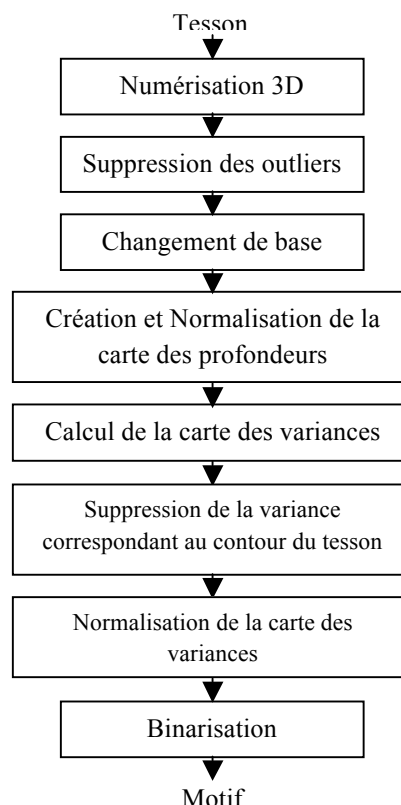 Tesson
Numérisation 3D
Suppression des outliers
Changement de base
Création et Normalisation de la
carte des profondeurs
Calcul de la carte des variances
Suppression de la variance
correspondant au contour du tesson
Normalisation de la carte des
variances
Binarisation
Motif